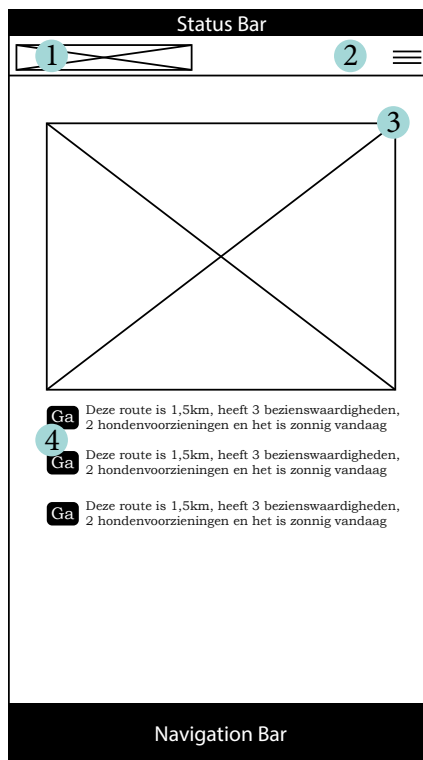 Status Bar
1
2
3
Ga
Deze route is 1,5km, heeft 3 bezienswaardigheden,
2 hondenvoorzieningen en het is zonnig vandaag
4
Ga
Deze route is 1,5km, heeft 3 bezienswaardigheden,
2 hondenvoorzieningen en het is zonnig vandaag
Ga
Deze route is 1,5km, heeft 3 bezienswaardigheden,
2 hondenvoorzieningen en het is zonnig vandaag
Navigation Bar